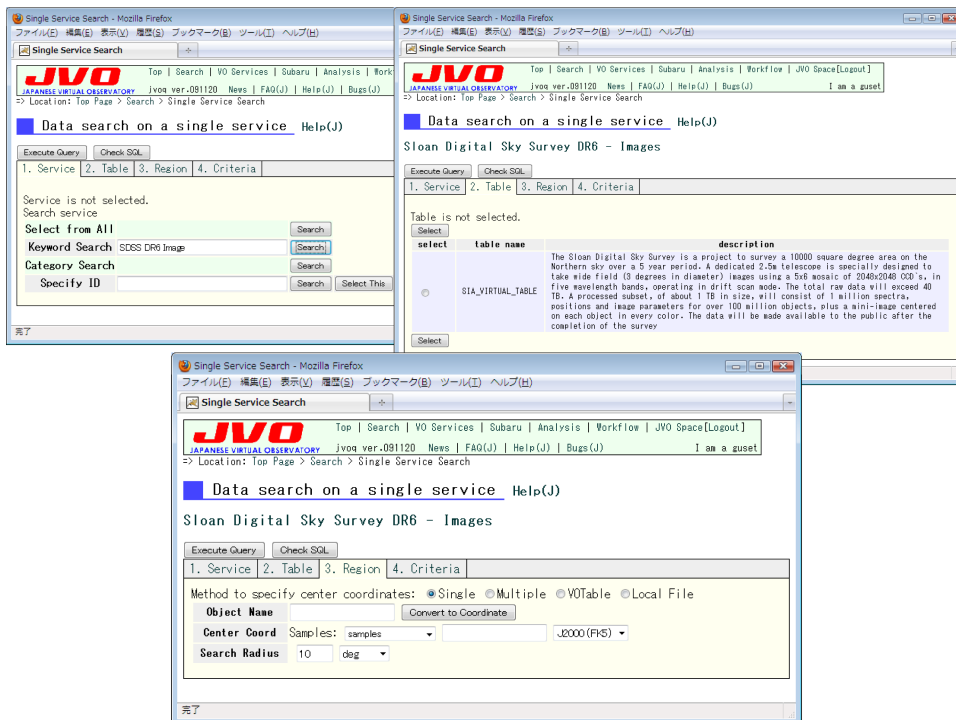 Single Service Search - Mozilla Firefox
ファイル(F) 編集(E) 表示(V) 履歴(S) ブックマーク(B) ツール(T) ヘルプ(H)
Single Service Search
JVO
JAPANESE VIRTUAL OBSERVATORY
Top | Search | VO Services | Subaru | Analysis | Work
jvoq ver.091120 News | FAQ(J) | Help(J) | Bugs(J)
=> Location: Top Page > Search > Single Service Search
Data search on a single service Help(J)
Execute Query Check SQL
1. Service 2. Table 3. Region 4. Criteria
Service is not selected.
Search service
Select from All Search
Keyword Search SDSS DR6 Image Search
Category Search Search
Specify ID Search Select This
完了
Single Service Search - Mozilla Firefox
ファイル(F) 編集(E) 表示(V) 履歴(S) ブックマーク(B) ツール(T) ヘルプ(H)
Single Service Search
JVO
JAPANESE VIRTUAL OBSERVATORY
Top | Search | VO Services | Subaru | Analysis | Workflow | JVO Space[Logout]
jvoq ver.091120 News | FAQ(J) | Help(J) | Bugs(J) I am a guset
=> Location: Top Page > Search > Single Service Search
Data search on a single service Help(J)
Sloan Digital Sky Survey DR6 - Images
Execute Query Check SQL
1. Service 2. Table 3. Region 4. Criteria
Table is not selected.
Select
select table name description
The Sloan Digital Sky Survey is a project to survey a 10000 square degree area on the
Northern sky over a 5 year period. A dedicated 2.5m telescope is specially designed to
take wide field (3 degrees in diameter) images using a 5x6 mosaic of 2048x2048 CCD`s, in
five wavelength bands, operating in drift scan mode. The total raw data will exceed 40
SIA_VIRTUAL_TABLE
TB. A processed subset, of about 1 TB in size, will consist of 1 million spectra,
positions and image parameters for over 100 million objects, plus a mini-image centered
on each object in every color. The data will be made available to the public after the
completion of the survey
Select
Single Service Search - Mozilla Firefox
ファイル(F) 編集(E) 表示(V) 履歴(S) ブックマーク(B) ツール(T) ヘルプ(H)
Single Service Search
JVO
JAPANESE VIRTUAL OBSERVATORY
Top | Search | VO Services | Subaru | Analysis | Workflow | JVO Space[Logout]
jvoq ver.091120 News | FAQ(J) | Help(J) | Bugs(J) I am a guset
=> Location: Top Page > Search > Single Service Search
Data search on a single service Help(J)
Sloan Digital Sky Survey DR6 - Images
Execute Query Check SQL
1. Service 2. Table 3. Region 4. Criteria
Method to specify center coordinates: Single Multiple VOTable Local File
Object Name Convert to Coordinate
Center Coord Samples: samples J2000(FK5)
Search Radius 10 deg
完了